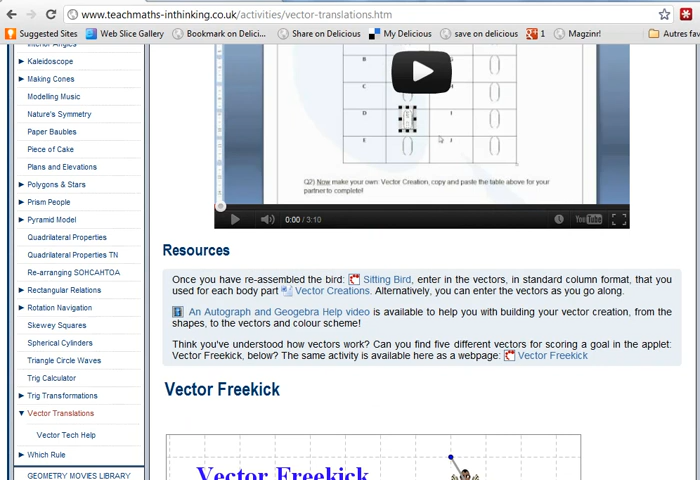 www.teachmaths-inthinking.co.uk/activities/vector-translations.htm
Suggested Sites Web Slice Gallery Bookmark on Delici... Share on Delicious My Delicious save on delicious 1 Magzinr! Autres fav
Interior Angles
Kaleidoscope
Making Cones
Modelling Music
Nature's Symmetry
Paper Baubles
Piece of Cake
Plans and Elevations
Polygons & Stars
Prism People
Pyramid Model
Quadrilateral Properties
Quadrilateral Properties TN
Re-arranging SOHCAHTOA
Rectangular Relations
Rotation Navigation
Skewey Squares
Spherical Cylinders
Triangle Circle Waves
Trig Calculator
Trig Transformations
Vector Translations
Vector Tech Help
Which Rule
GEOMETRY MOVIES LIBRARY
B
C
D I
E J
Q2) Now make your own: Vector Creation, copy and paste the table above for your
partner to complete!
0:00 / 3:10 YouTube
Resources
Once you have re-assembled the bird: Sitting Bird, enter in the vectors, in standard column format, that you
used for each body part Vector Creations. Alternatively, you can enter the vectors as you go along.
An Autograph and Geogebra Help video is available to help you with building your vector creation, from the
shapes, to the vectors and colour scheme!
Think you've understood how vectors work? Can you find five different vectors for scoring a goal in the applet:
Vector Freekick, below? The same activity is available here as a webpage: Vector Freekick
Vector Freekick
Vector Freekick